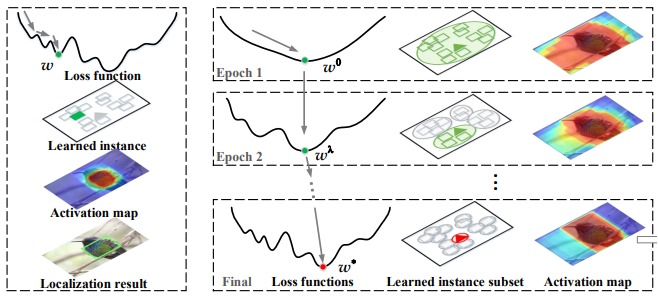 w
Loss function
Learned instance
Activation map
Localization result
Epoch 1
w⁰
Epoch 2
w^λ
Final
w*
Loss functions
Learned instance subset
Activation map